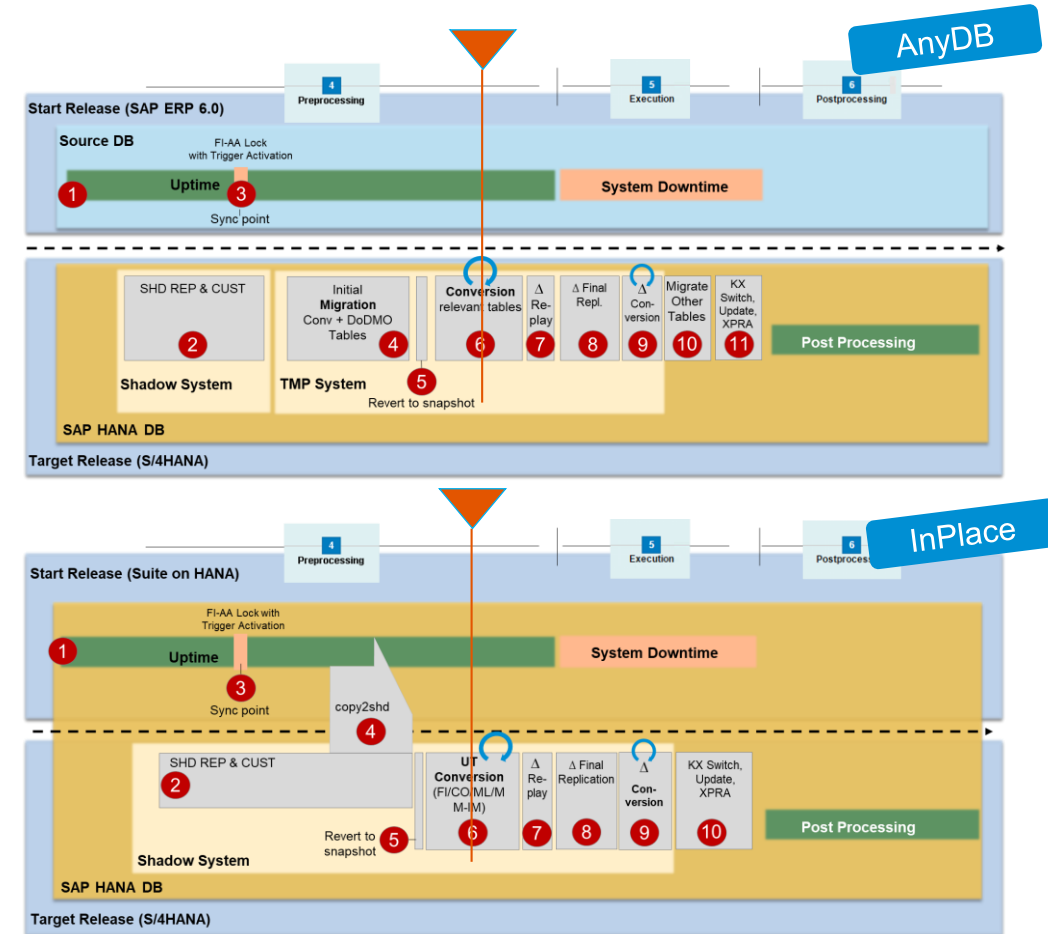 AnyDB
4
Preprocessing
5
Execution
6
Postprocessing
Start Release (SAP ERP 6.0)
Source DB
FI-AA Lock
with Trigger Activation
1
Uptime
3
System Downtime
Sync point
SHD REP & CUST
2
Shadow System
Initial
Migration
Conv + DoDMO
Tables
4
TMP System
5
Revert to snapshot
Conversion
relevant tables
6
Δ
Re-
play
7
Δ Final
Repl.
8
Δ
Con-
version
9
Migrate
Other
Tables
10
KX
Switch,
Update,
XPRA
11
Post Processing
SAP HANA DB
Target Release (S/4HANA)
InPlace
4
Preprocessing
5
Execution
6
Postproces
Start Release (Suite on HANA)
FI-AA Lock with
Trigger Activation
1
Uptime
3
System Downtime
Sync point
copy2shd
4
SHD REP & CUST
2
Revert to
snapshot
5
Shadow System
UT
Conversion
(FI/CO/ML/M
M-IM)
6
Δ
Re-
play
7
Δ Final
Replication
8
Δ
Con-
version
9
KX Switch,
Update,
XPRA
10
Post Processing
SAP HANA DB
Target Release (S/4HANA)